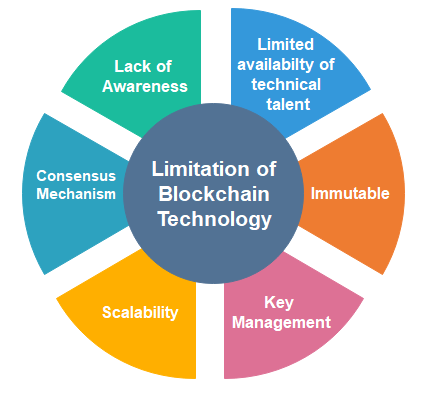 Limitation of
Blockchain
Technology
Limited
availabilty of
technical
talent
Immutable
Key
Management
Scalability
Consensus
Mechanism
Lack of
Awareness